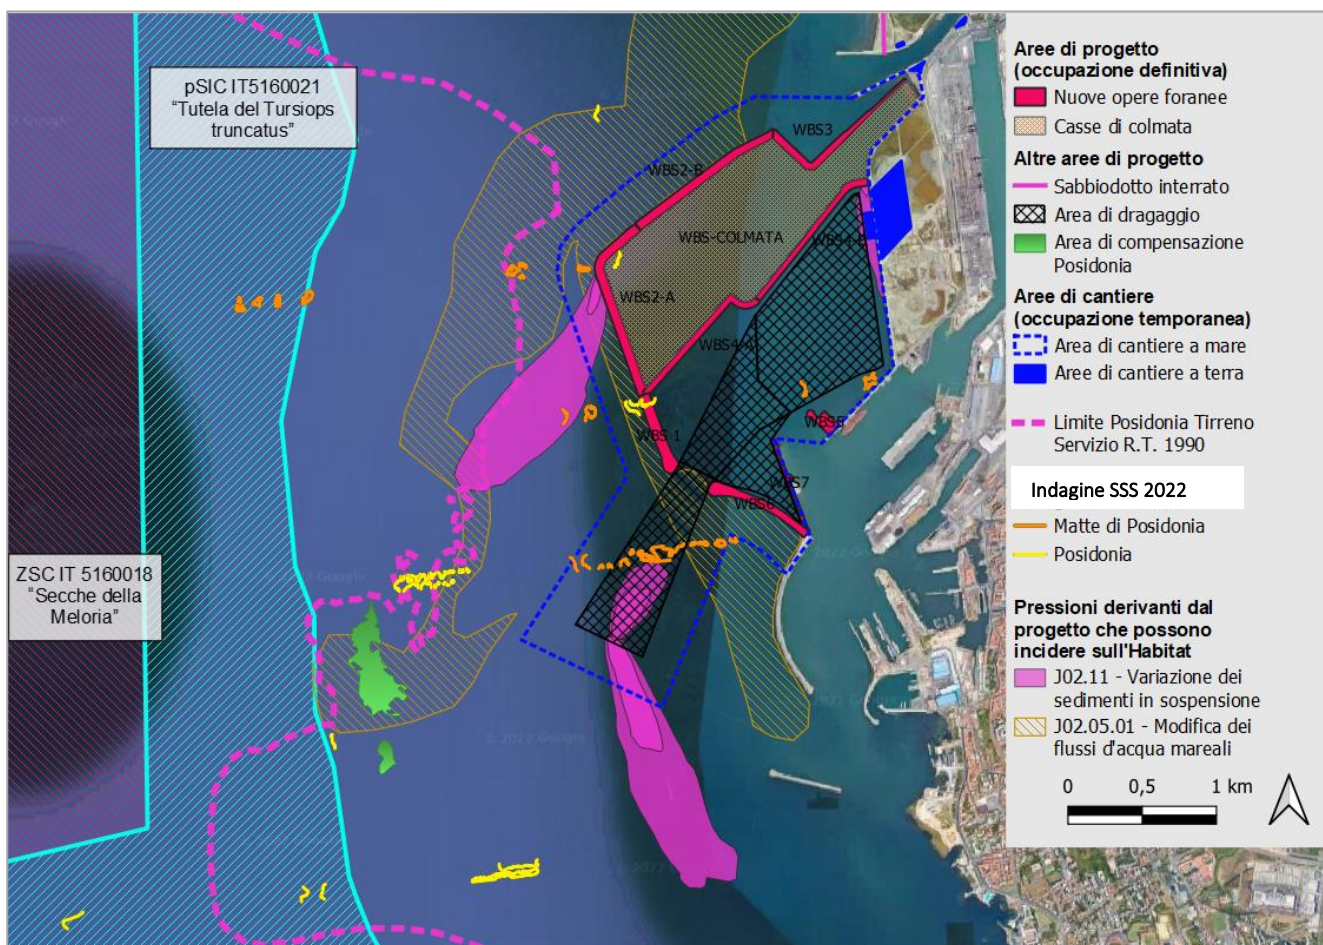 pSIC IT5160021
“Tutela del Tursiops
truncatus”
ZSC IT 5160018
“Secche della
Meloria”
WBS3
WBS2-B
WBS-COLMATA
WBS2-A
WBS4-A
WBS 1
WBS5
WBS7
WBS6
© 2022 Google
Aree di progetto
(occupazione definitiva)
Nuove opere foranee
Casse di colmata
Altre aree di progetto
Sabbiodotto interrato
Area di dragaggio
Area di compensazione
Posidonia
Aree di cantiere
(occupazione temporanea)
Area di cantiere a mare
Aree di cantiere a terra
Limite Posidonia Tirreno
Servizio R.T. 1990
Indagine SSS 2022
Matte di Posidonia
Posidonia
Pressioni derivanti dal
progetto che possono
incidere sull'Habitat
J02.11 - Variazione dei
sedimenti in sospensione
J02.05.01 - Modifica dei
flussi d'acqua mareali
0 0,5 1 km